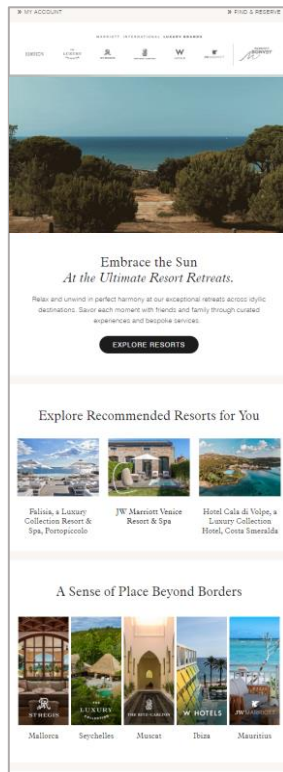 MY ACCOUNT
FIND & RESERVE
MARRIOTT INTERNATIONAL LUXURY BRANDS
EDITION
THE LUXURY
W
Embrace the Sun
At the Ultimate Resort Retreats.
Relax and unwind in perfect harmony at our exceptional retreats across idyllic
destinations. Savor each moment with friends and family through curated
experiences and bespoke services.
EXPLORE RESORTS
Explore Recommended Resorts for You
Falisia, a Luxury
Collection Resort &
Spa, Portopiccolo
JW Marriott Venice
Resort & Spa
Hotel Cala di Volpe, a
Luxury Collection
Hotel, Costa Smeralda
A Sense of Place Beyond Borders
ST REGIS
THE
LUXURY
COLLECTION
THE RITZ-CARLTON
W HOTELS
JW MARRIOTT
Mallorca
Seychelles
Muscat
Ibiza
Mauritius